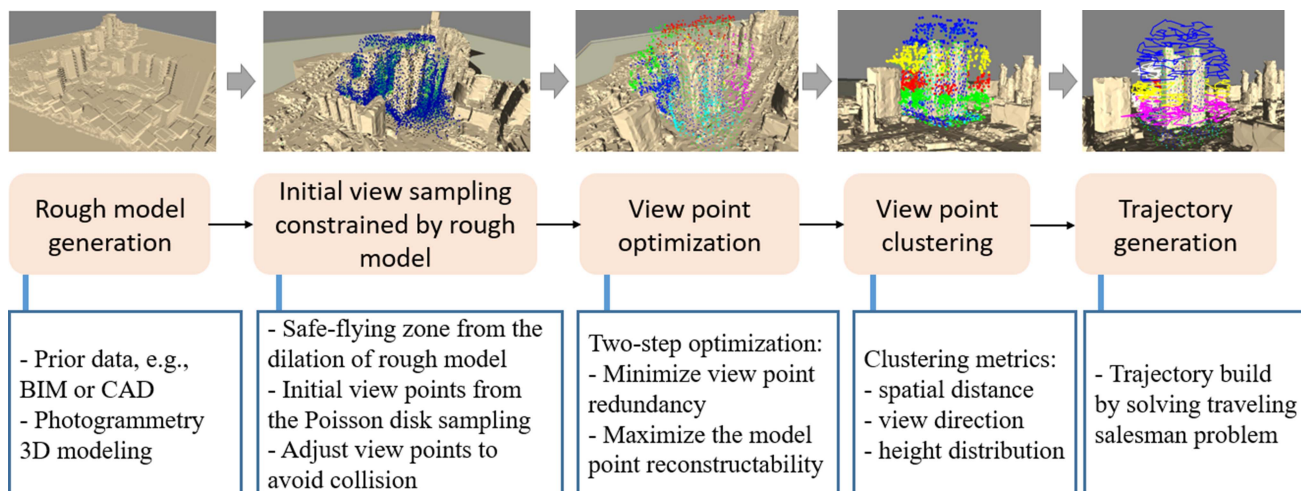 Rough model
generation
Initial view sampling
constrained by rough
model
View point
optimization
View point
clustering
Trajectory
generation
- Prior data, e.g.,
BIM or CAD
- Photogrammetry
3D modeling
- Safe-flying zone from the
dilation of rough model
- Initial view points from
the Poisson disk sampling
- Adjust view points to
avoid collision
Two-step optimization:
- Minimize view point
redundancy
- Maximize the model
point reconstructability
Clustering metrics:
- spatial distance
- view direction
- height distribution
- Trajectory build
by solving traveling
salesman problem